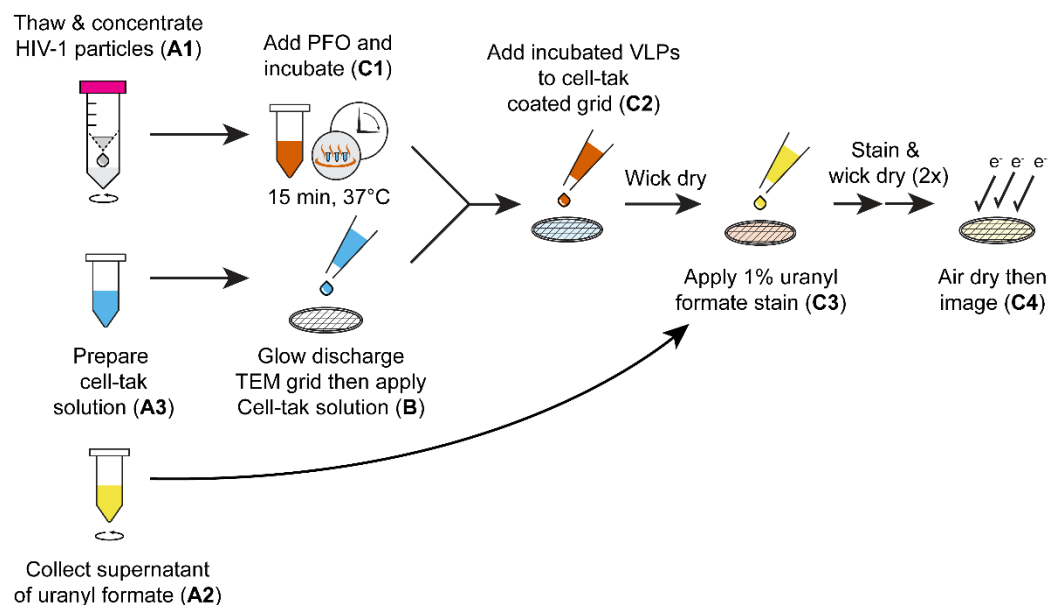 Thaw & concentrate
HIV-1 particles (A1)
Add PFO and
incubate (C1)
15 min, 37°C
Add incubated VLPs
to cell-tak
coated grid (C2)
Wick dry
Stain &
wick dry (2x)
e- e- e-
Prepare
cell-tak
solution (A3)
Glow discharge
TEM grid then apply
Cell-tak solution (B)
Apply 1% uranyl
formate stain (C3)
Air dry then
image (C4)
Collect supernatant
of uranyl formate (A2)